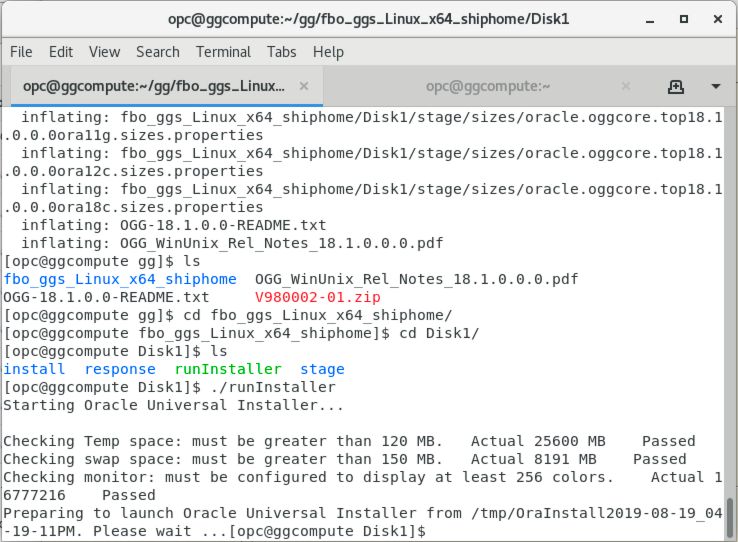 opc@ggcompute:~/gg/fbo_ggs_Linux_x64_shiphome/Disk1
File Edit View Search Terminal Tabs Help
opc@ggcompute:~/gg/fbo_ggs_Linux... × opc@ggcompute:~ ×
inflating: fbo_ggs_Linux_x64_shiphome/Disk1/stage/sizes/oracle.oggcore.top18.1
.0.0.0ora11g.sizes.properties
inflating: fbo_ggs_Linux_x64_shiphome/Disk1/stage/sizes/oracle.oggcore.top18.1
.0.0.0ora12c.sizes.properties
inflating: fbo_ggs_Linux_x64_shiphome/Disk1/stage/sizes/oracle.oggcore.top18.1
.0.0.0ora18c.sizes.properties
inflating: OGG-18.1.0.0-README.txt
inflating: OGG_WinUnix_Rel_Notes_18.1.0.0.0.pdf
[opc@ggcompute gg]$ ls
fbo_ggs_Linux_x64_shiphome OGG_WinUnix_Rel_Notes_18.1.0.0.0.pdf
OGG-18.1.0.0-README.txt V980002-01.zip
[opc@ggcompute gg]$ cd fbo_ggs_Linux_x64_shiphome/
[opc@ggcompute fbo_ggs_Linux_x64_shiphome]$ cd Disk1/
[opc@ggcompute Disk1]$ ls
install response runInstaller stage
[opc@ggcompute Disk1]$ ./runInstaller
Starting Oracle Universal Installer...
Checking Temp space: must be greater than 120 MB. Actual 25600 MB Passed
Checking swap space: must be greater than 150 MB. Actual 8191 MB Passed
Checking monitor: must be configured to display at least 256 colors. Actual 1
6777216 Passed
Preparing to launch Oracle Universal Installer from /tmp/OraInstall2019-08-19_04
-19-11PM. Please wait ...[opc@ggcompute Disk1]$